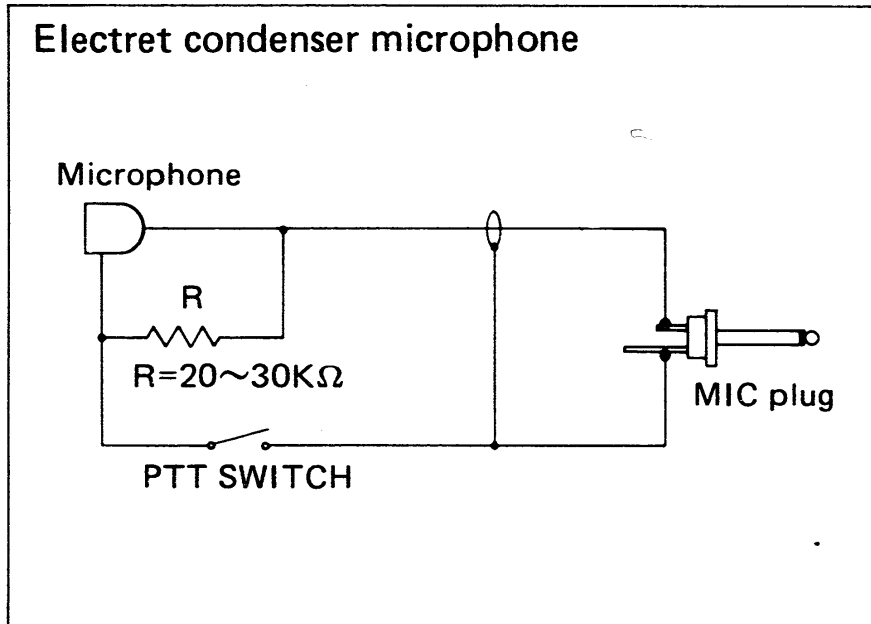 Electret condenser microphone
Microphone
R
R=20~30KΩ
MIC plug
PTT SWITCH